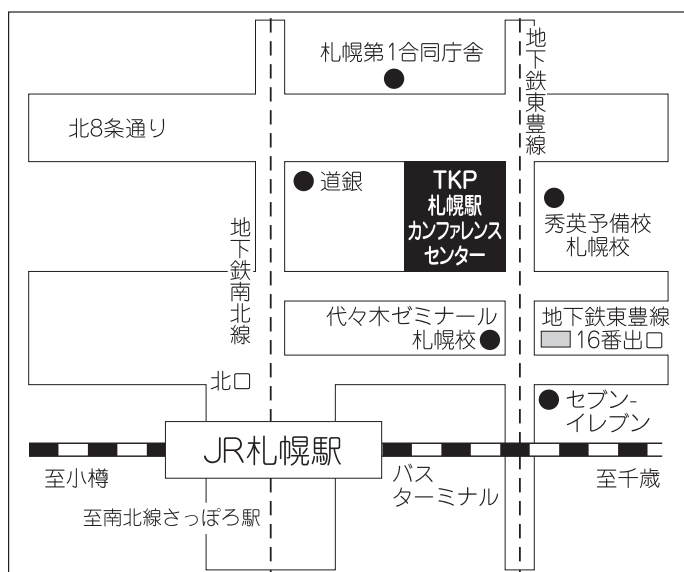 札幌第1合同庁舎
地下鉄東豊線
北8条通り
道銀
TKP
札幌駅
カンファレンス
センター
秀英予備校
札幌校
地下鉄南北線
代々木ゼミナール
札幌校
地下鉄東豊線
16番出口
北口
セブン-
イレブン
JR札幌駅
至小樽
バス
ターミナル
至千歳
至南北線さっぽろ駅